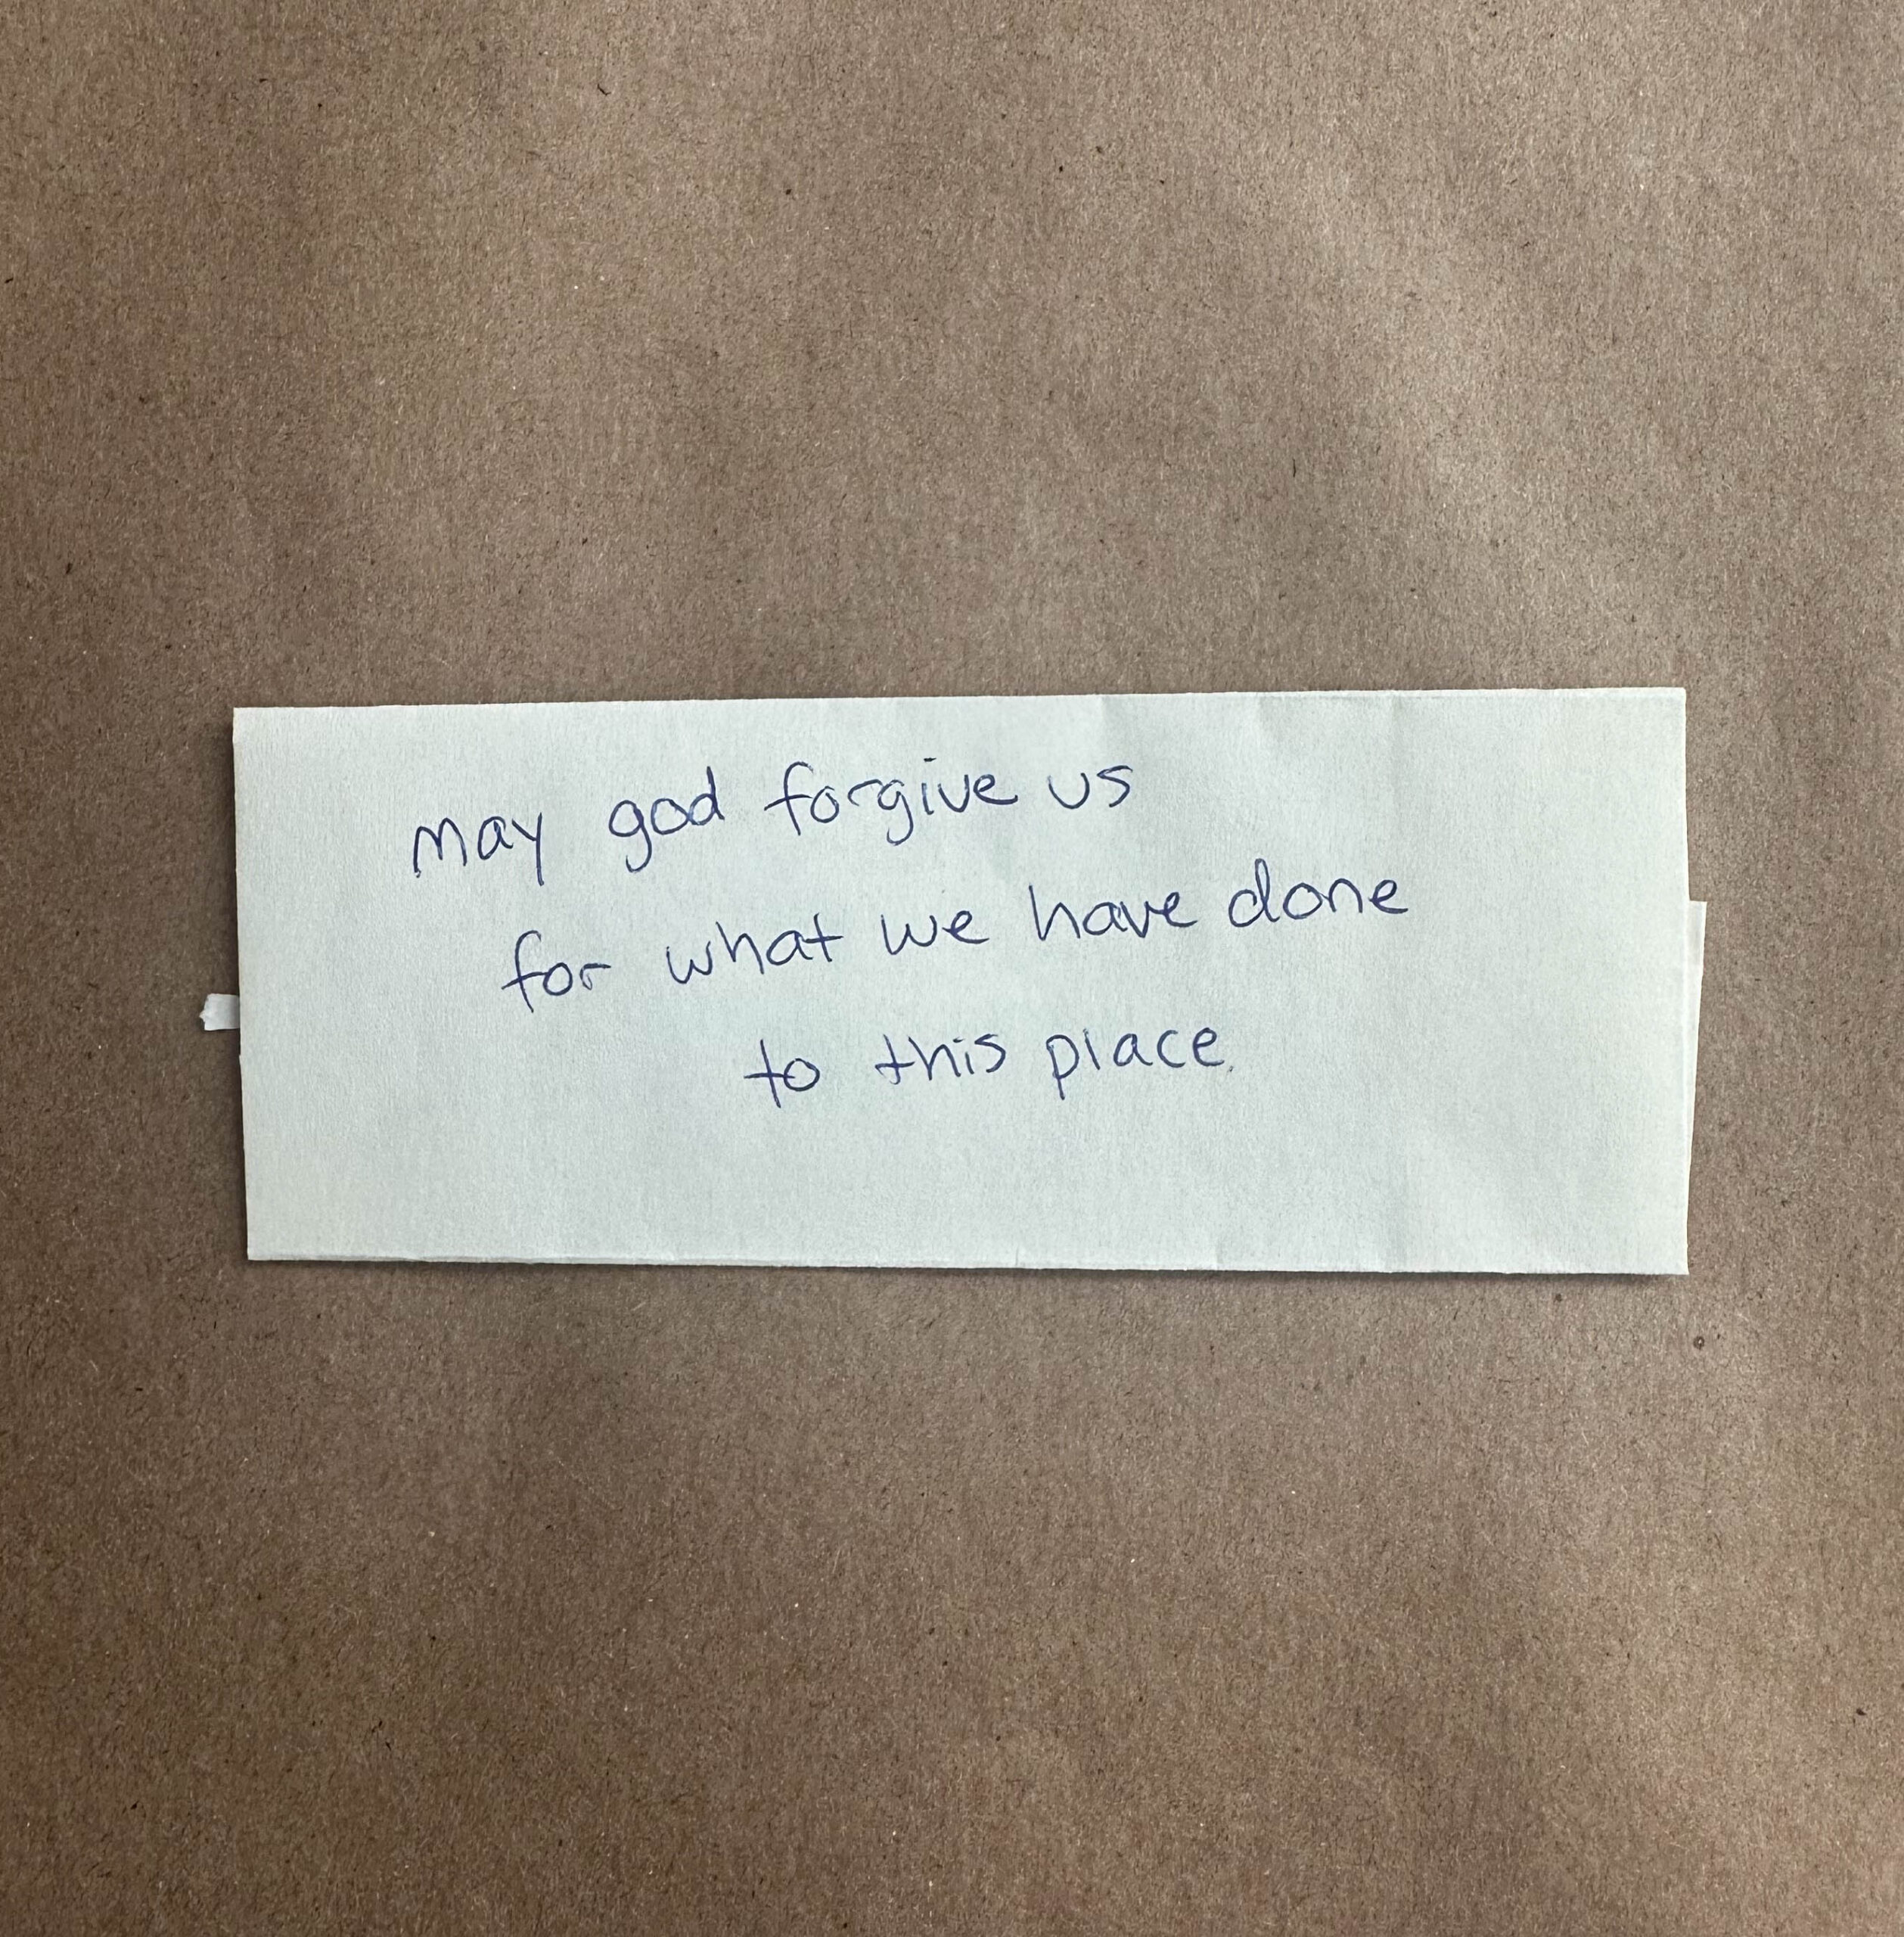 may god forgive us
for what we have done
to this place.